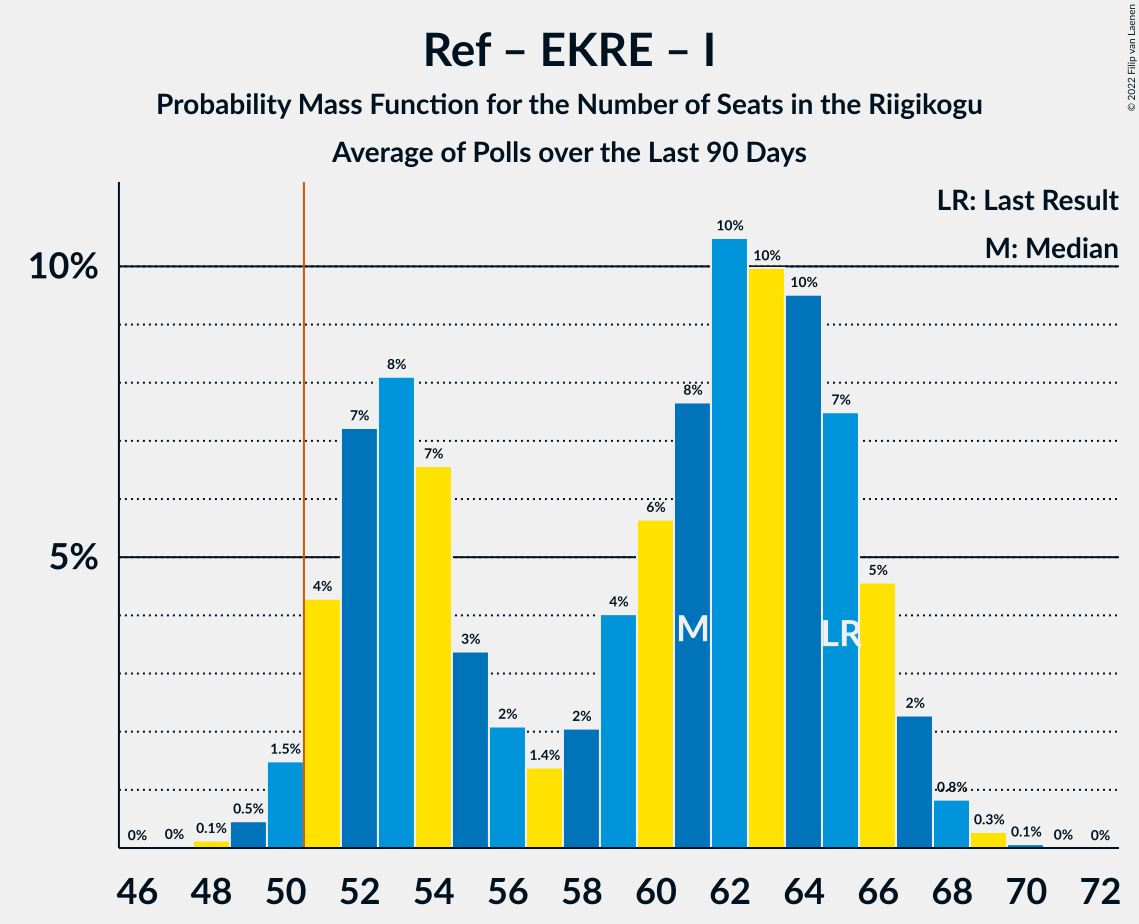 Ref – EKRE – I
Probability Mass Function for the Number of Seats in the Riigikogu
Average of Polls over the Last 90 Days
© 2022 Filip van Laenen
LR: Last Result
M: Median
10%
5%
0% 0% 0.1% 0.5% 1.5% 4% 7% 8% 7% 3% 2% 1.4% 2% 4% 6% 8% 10% 10% 10% 7% 5% 2% 0.8% 0.3% 0.1% 0% 0%
M LR
46 48 50 52 54 56 58 60 62 64 66 68 70 72